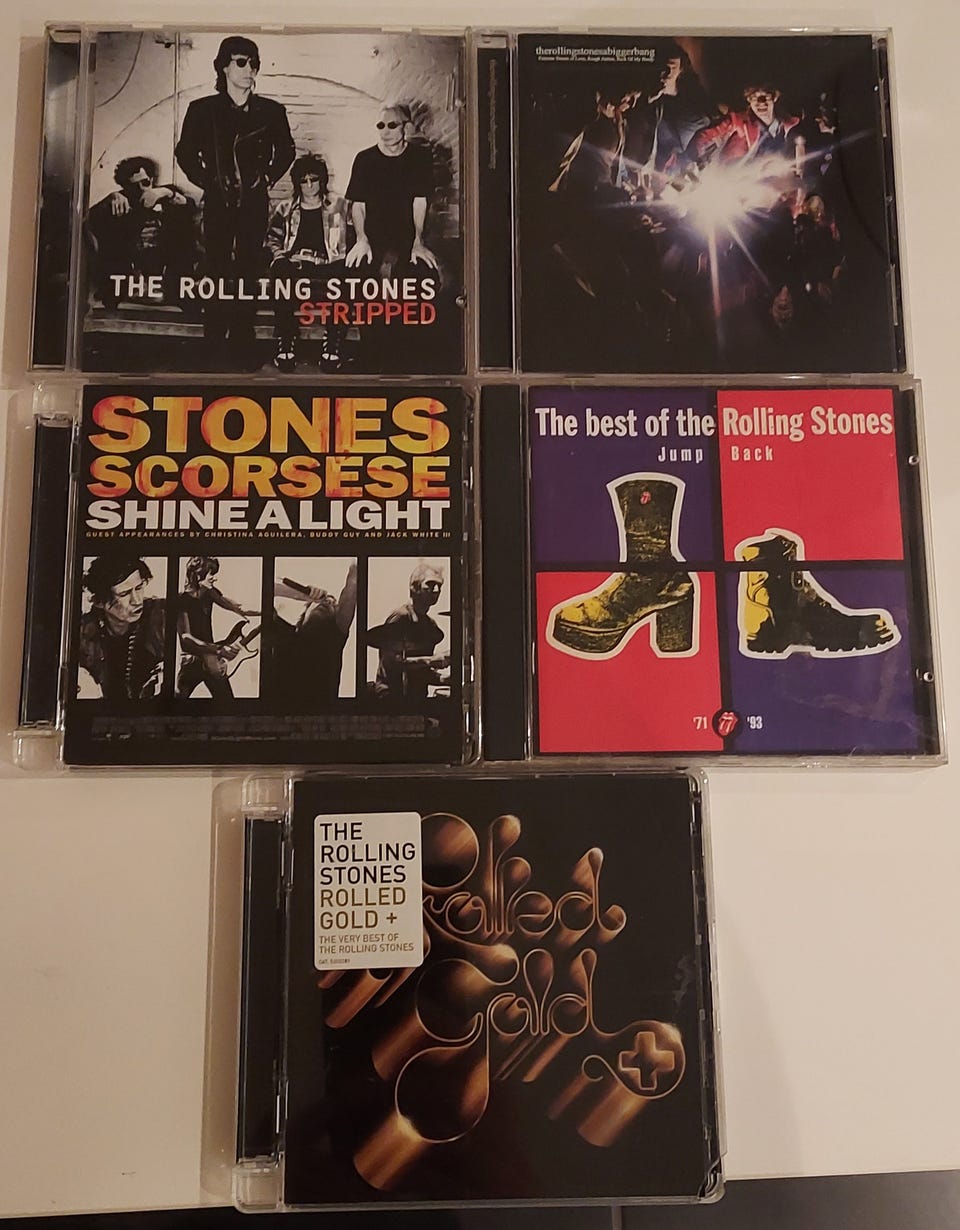 THE ROLLING STONES
STRIPPED
therollingstonesabiggerbang
STONES
SCORSESE
SHINE A LIGHT
GUEST APPEARANCES BY CHRISTINA AGUILERA, BUDDY GUY AND JACK WHITE III
The best of the Rolling Stones
Jump Back
'71 '93
THE
ROLLING
STONES
ROLLED
GOLD +
THE VERY BEST OF
THE ROLLING STONES
Rolled
Gold
+